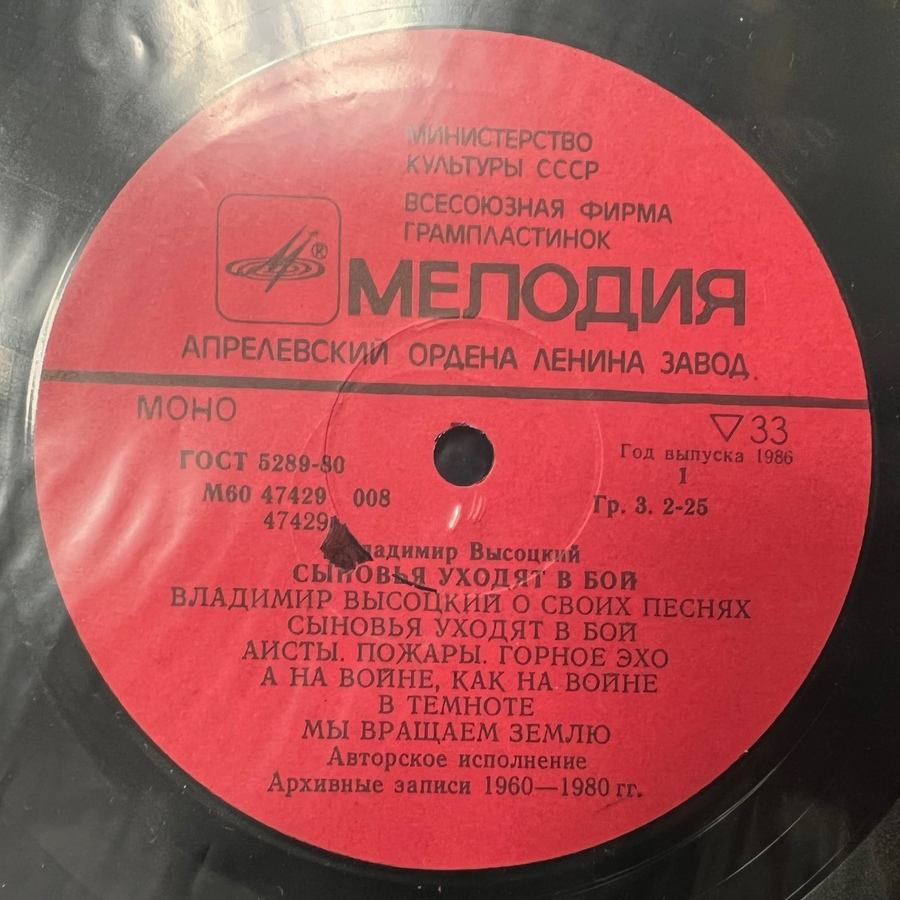 МИНИСТЕРСТВО
КУЛЬТУРЫ СССР
ВСЕСОЮЗНАЯ ФИРМА
ГРАМПЛАСТИНОК
®
МЕЛОДИЯ
АПРЕЛЕВСКИЙ ОРДЕНА ЛЕНИНА ЗАВОД
МОНО
▽33
ГОСТ 5289-80
Год выпуска 1986
1
М60 47429 008
Гр. 3. 2-25
47429
Владимир Высоцкий
СЫНОВЬЯ УХОДЯТ В БОЙ
ВЛАДИМИР ВЫСОЦКИЙ О СВОИХ ПЕСНЯХ
СЫНОВЬЯ УХОДЯТ В БОЙ
АИСТЫ. ПОЖАРЫ. ГОРНОЕ ЭХО
А НА ВОЙНЕ, КАК НА ВОЙНЕ
В ТЕМНОТЕ
МЫ ВРАЩАЕМ ЗЕМЛЮ
Авторское исполнение
Архивные записи 1960—1980 гг.